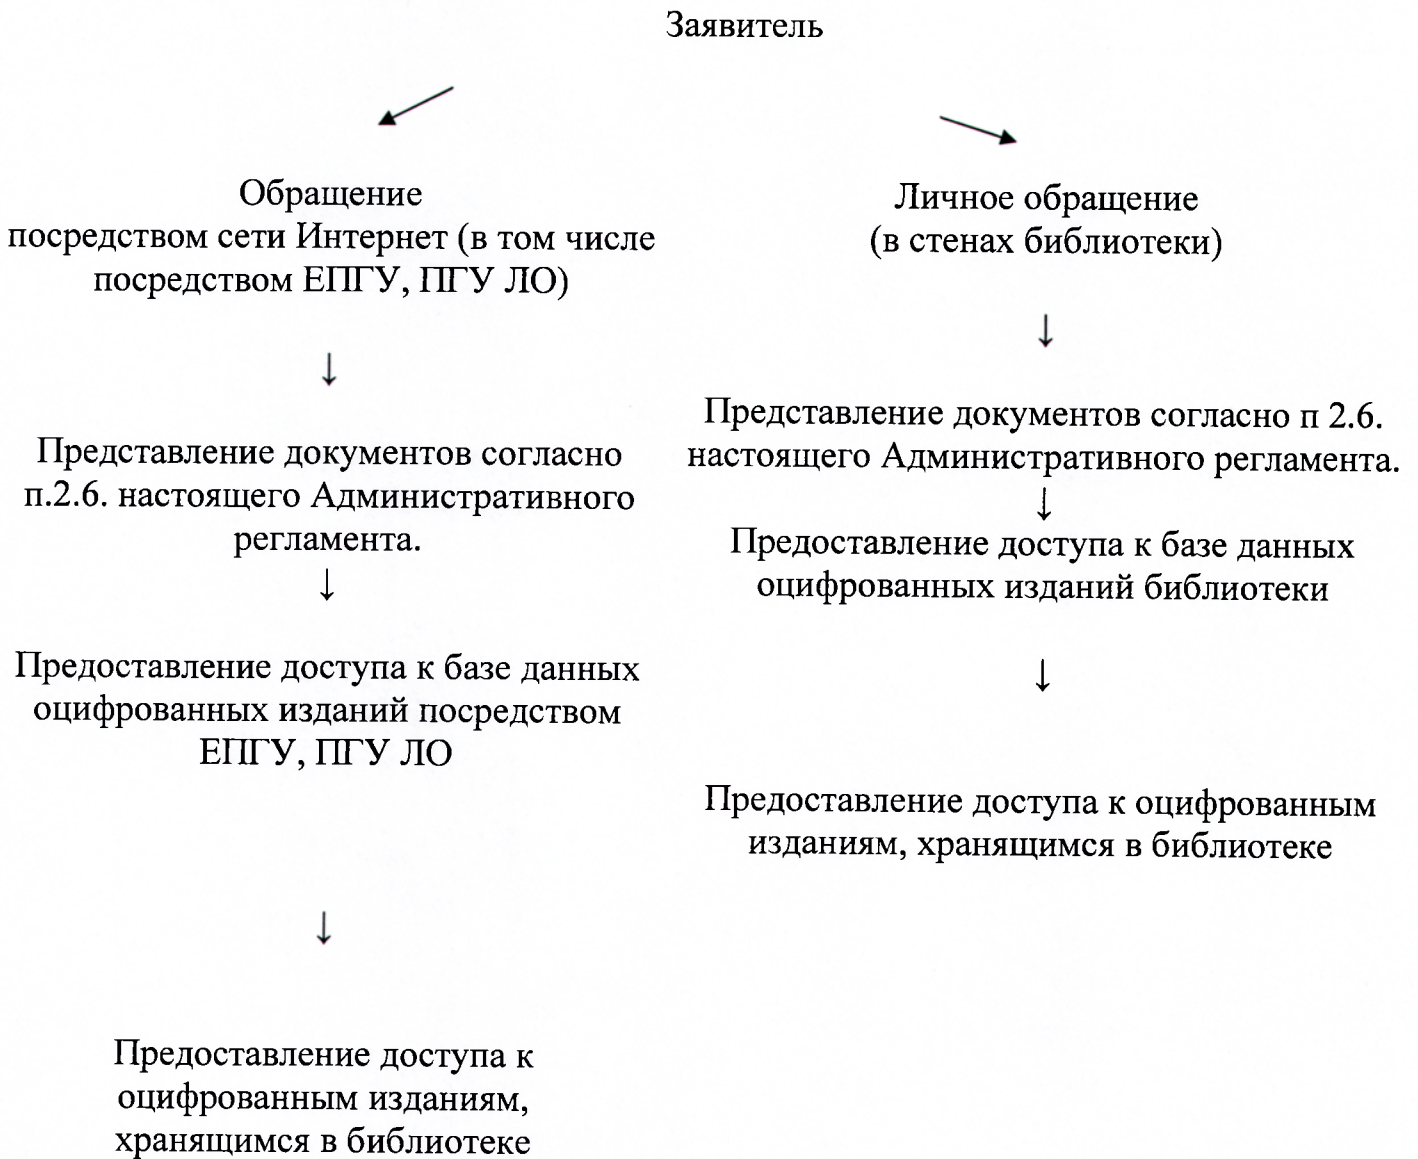 Заявитель
Обращение
посредством сети Интернет (в том числе
посредством ЕПГУ, ПГУ ЛО)
↓
Представление документов согласно
п.2.6. настоящего Административного
регламента.
↓
Предоставление доступа к базе данных
оцифрованных изданий посредством
ЕПГУ, ПГУ ЛО
↓
Предоставление доступа к
оцифрованным изданиям,
хранящимся в библиотеке
Личное обращение
(в стенах библиотеки)
↓
Представление документов согласно п 2.6.
настоящего Административного регламента.
↓
Предоставление доступа к базе данных
оцифрованных изданий библиотеки
↓
Предоставление доступа к оцифрованным
изданиям, хранящимся в библиотеке